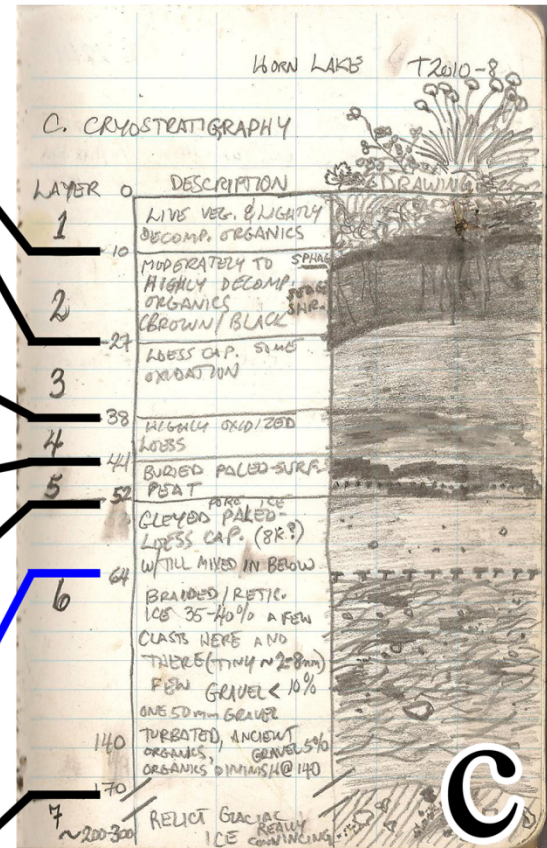 HORN LAKE T2010-8
C. CRYOSTRATIGRAPHY
LAYER 0 DESCRIPTION DRAWING
1 LIVE VEG. & LIGHTLY
DECOMP. ORGANICS
10
MODERATELY TO SPHAG
HIGHLY DECOMP.
2 ORGANICS SEDGE
(BROWN/BLACK SHR.
27
LOESS CAP. SOME
3 OXIDATION
38
HIGHLY OXIDIZED
4 LOESS
44
BURIED PALEO-SURF.
5 PEAT
52
PORE ICE
GLEYED PALEO-
LOESS CAP. (8K?)
W/TILL MIXED IN BELOW
64
6 BRAIDED/RETIC.
ICE 35-40% A FEW
CLASTS HERE AND
THERE (TINY ~2-8mm)
FEW GRAVEL < 10%
ONE 50mm GRAVEL
TURBATED, ANCIENT
140 ORGANICS, GRAVEL 5%
ORGANICS DIMINISH @ 140
170
7 RELICT GLACIAL
~200-300 ICE REALLY
CONVINCING
C